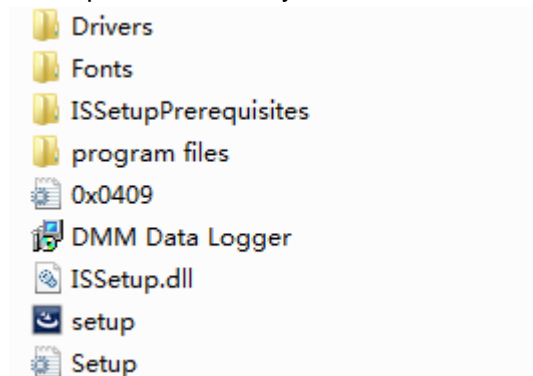 Drivers
Fonts
ISSetupPrerequisites
program files
0x0409
DMM Data Logger
ISSetup.dll
setup
Setup